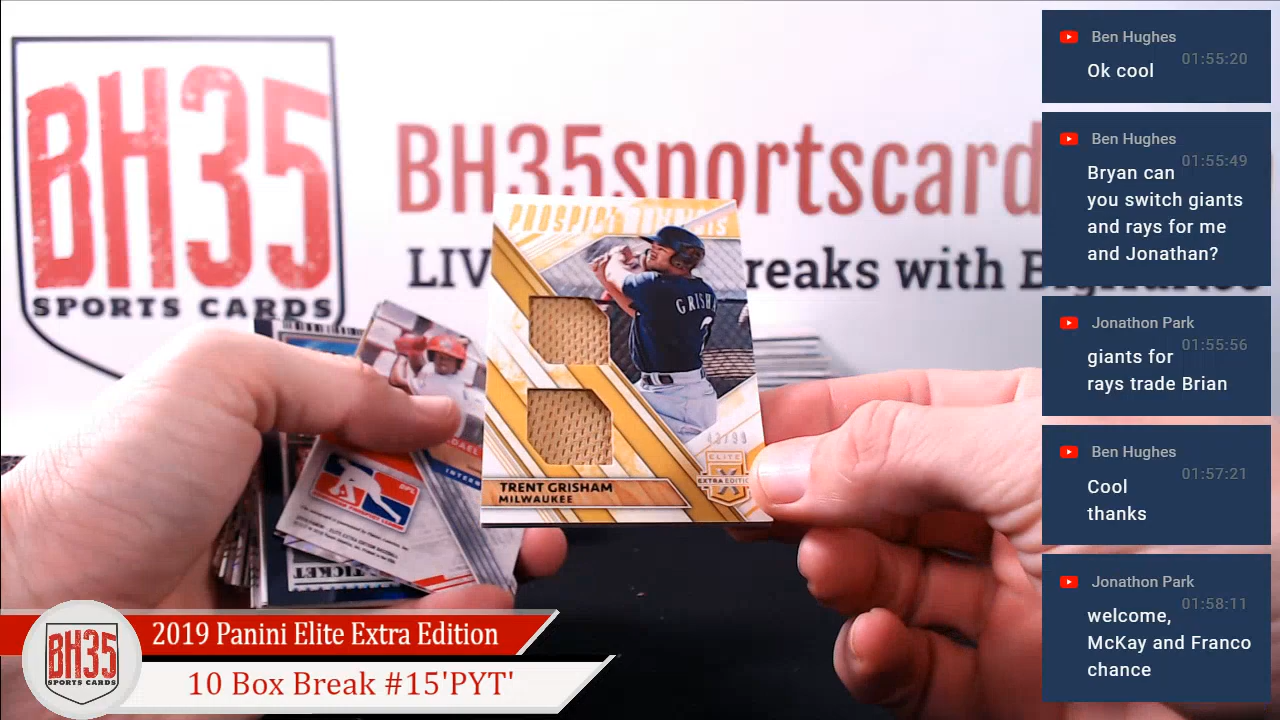 BH35
SPORTS CARDS
BH35sportscard
LIV reaks with B
PROSPECT
GRISH
TRENT GRISHAM
MILWAUKEE
ELITE
EXTRA EDITION
TICKET
Ben Hughes
01:55:20
Ok cool
Ben Hughes
01:55:49
Bryan can
you switch giants
and rays for me
and Jonathan?
Jonathon Park
01:55:56
giants for
rays trade Brian
Ben Hughes
01:57:21
Cool
thanks
Jonathon Park
01:58:11
welcome,
McKay and Franco
chance
BH35
SPORTS CARDS
2019 Panini Elite Extra Edition
10 Box Break #15'PYT'